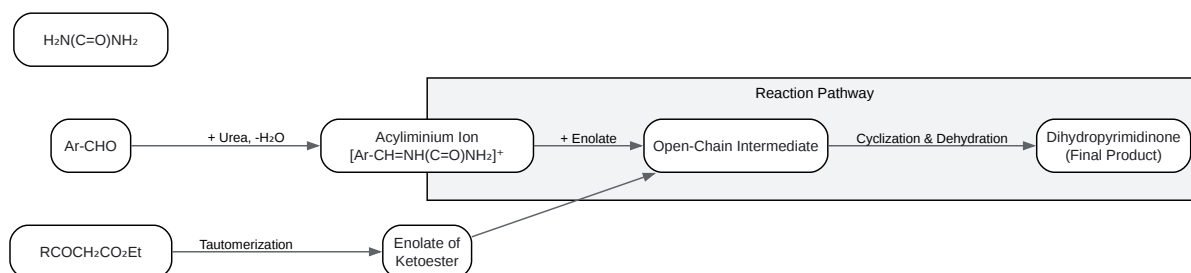 H₂N(C=O)NH₂
Reaction Pathway
Ar-CHO
+ Urea, -H₂O
Acyliminium Ion
[Ar-CH=NH(C=O)NH₂]⁺
+ Enolate
Open-Chain Intermediate
Cyclization & Dehydration
Dihydropyrimidinone
(Final Product)
RCOCH₂CO₂Et
Tautomerization
Enolate of
Ketoester